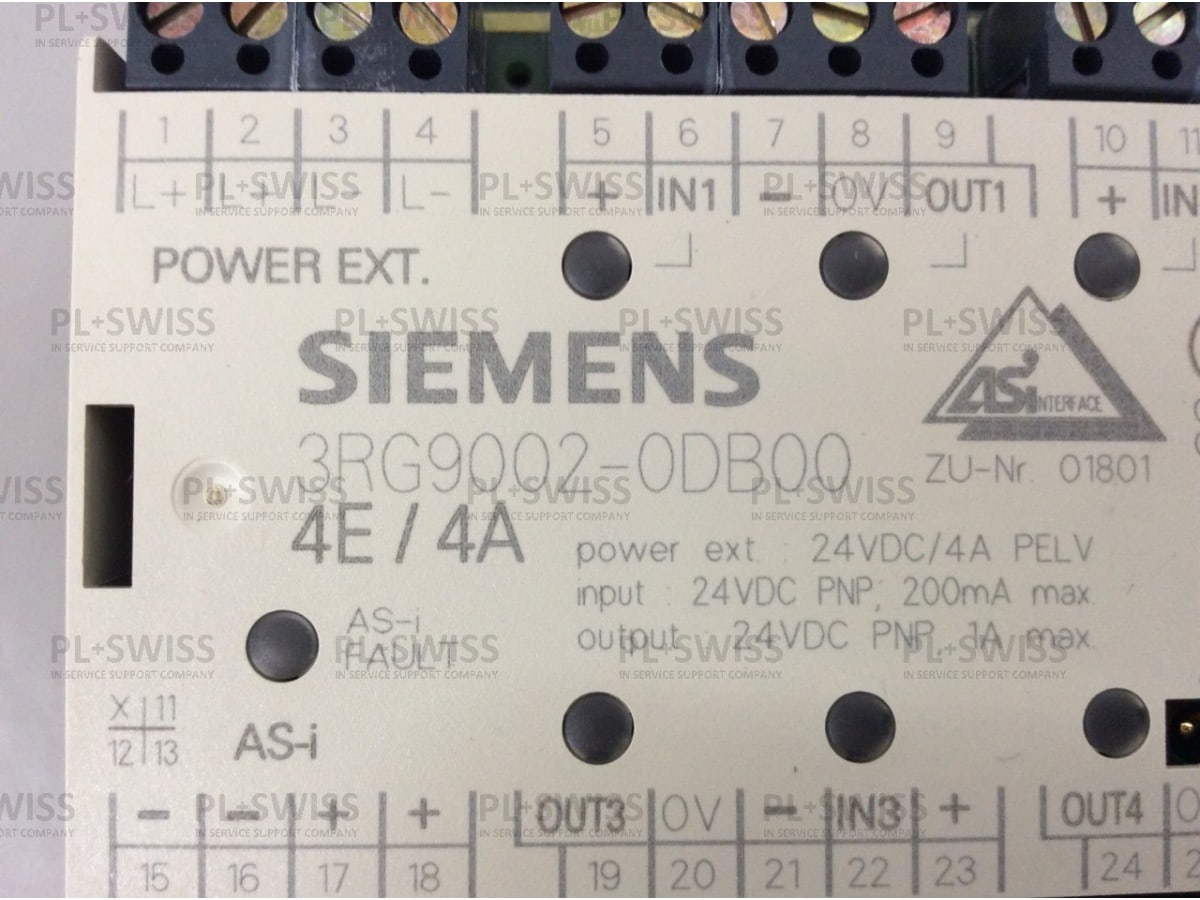 1 2 3 4 5 6 7 8 9 10 11
L+ L+ L- L- + IN1 - 0V OUT1 + IN
POWER EXT.
SIEMENS
ASi INTERFACE
3RG9002-0DB00
ZU-Nr. 01801
4E / 4A
power ext. : 24VDC/4A PELV
input : 24VDC PNP, 200mA max.
output : 24VDC PNP, 1A max.
AS-i
FAULT
X 11
12 13
AS-i
- - + + OUT3 0V - IN3 + OUT4
15 16 17 18 19 20 21 22 23 24
PL+SWISS
IN SERVICE SUPPORT COMPANY